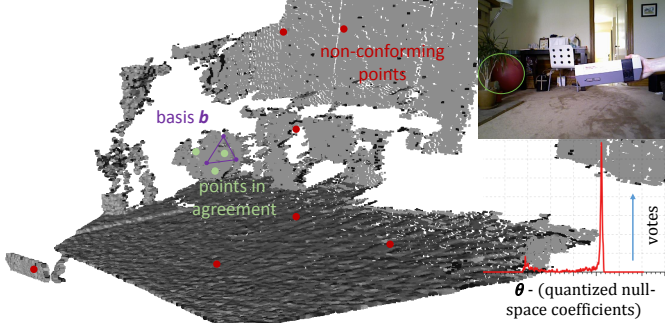 non-conforming
points
basis b
points in
agreement
votes
θ - (quantized null-
space coefficients)